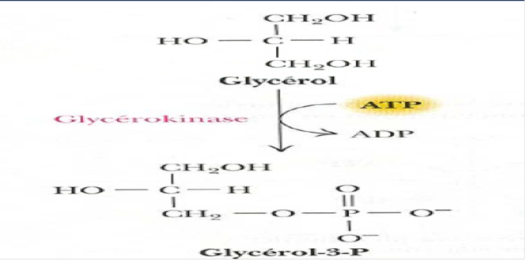 CH₂OH
HO — C — H
CH₂OH
Glycérol
ATP
Glycérokinase
ADP
CH₂OH
HO — C — H O
CH₂ — O — P — O⁻
O⁻
Glycérol-3-P